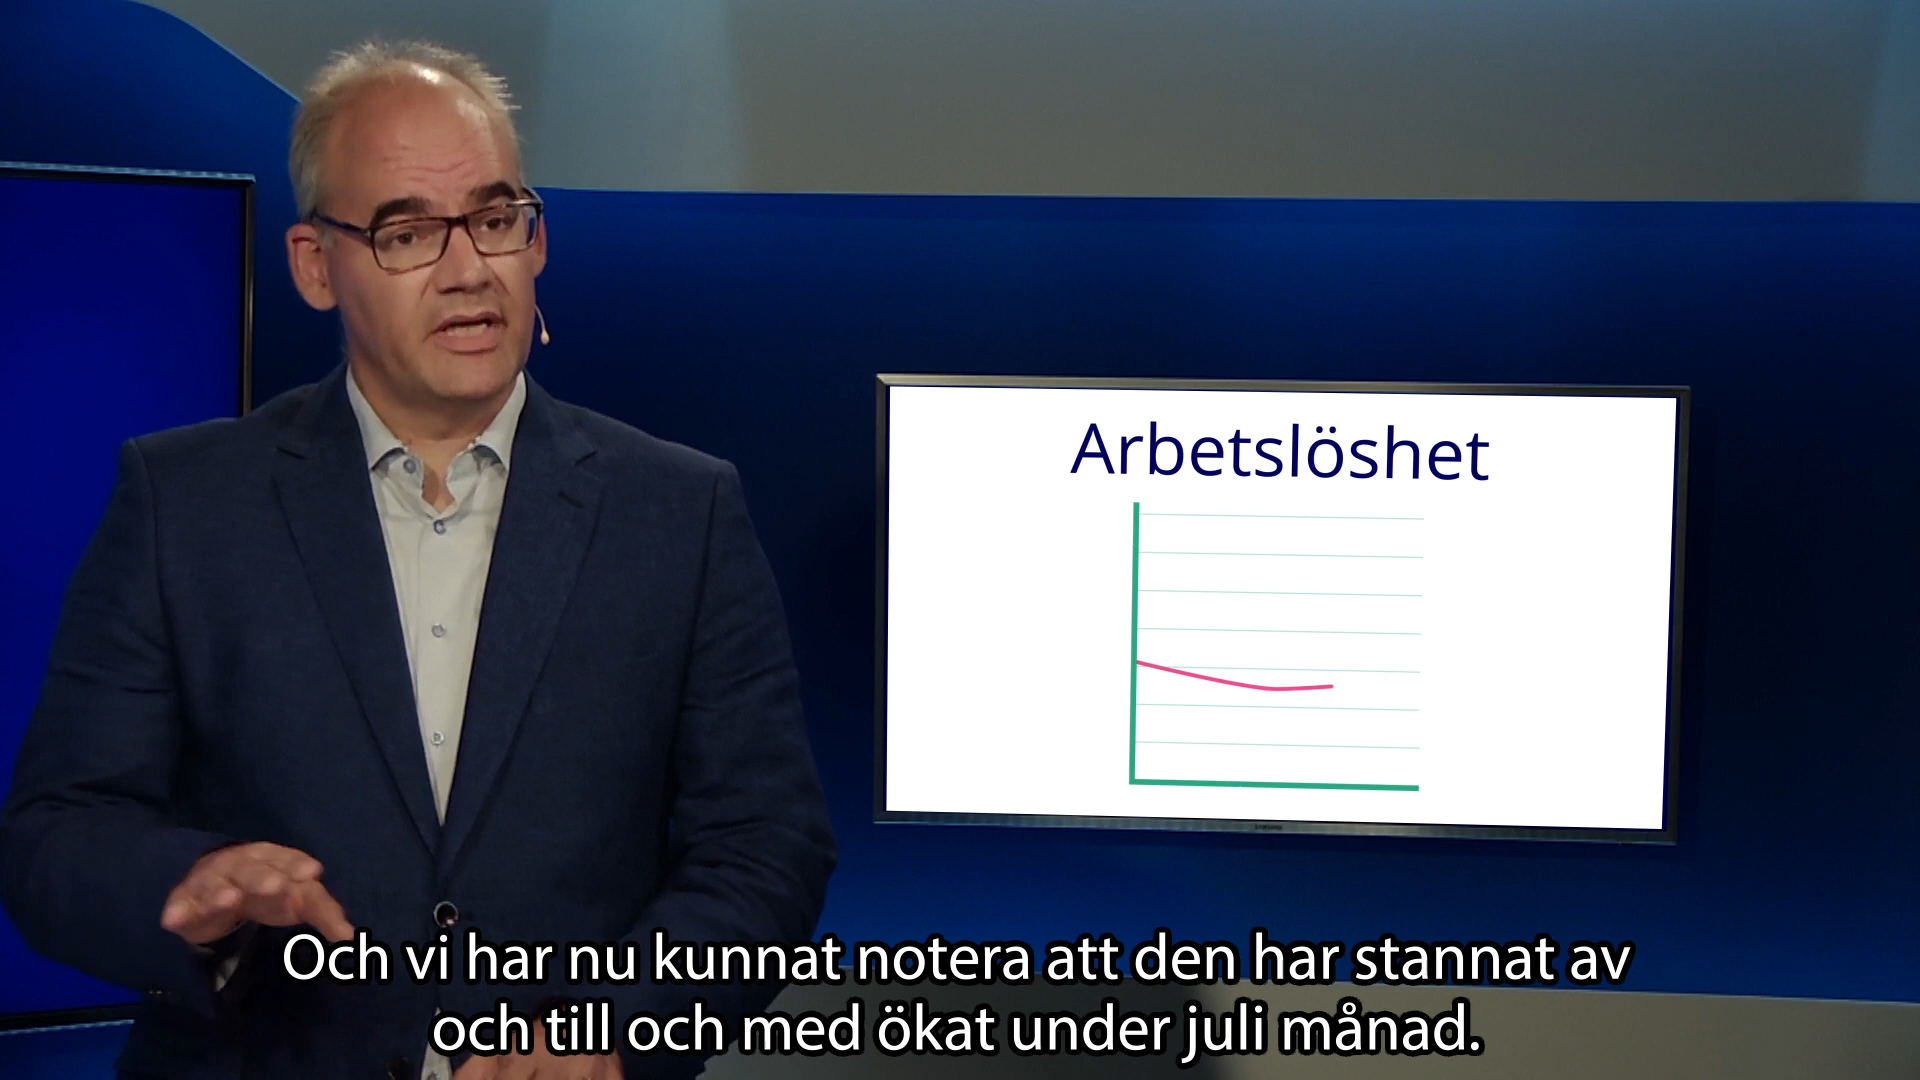 Arbetslöshet
Och vi har nu kunnat notera att den har stannat av
och till och med ökat under juli månad.